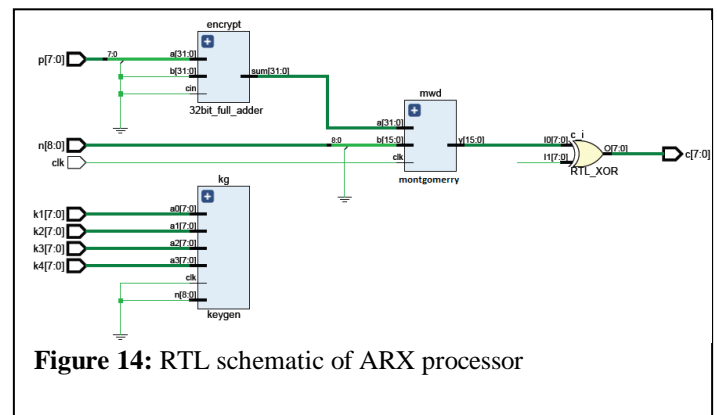 encrypt
p[7:0]
7:0
a[31:0]
b[31:0]
cin
sum[31:0]
32bit_full_adder
mwd
n[8:0]
8:0
a[31:0]
b[15:0]
y[15:0]
clk
clk
montgomerry
c_i
I0[7:0]
I1[7:0]
O[7:0]
RTL_XOR
c[7:0]
kg
k1[7:0]
a0[7:0]
k2[7:0]
a1[7:0]
k3[7:0]
a2[7:0]
k4[7:0]
a3[7:0]
clk
n[8:0]
keygen
Figure 14: RTL schematic of ARX processor